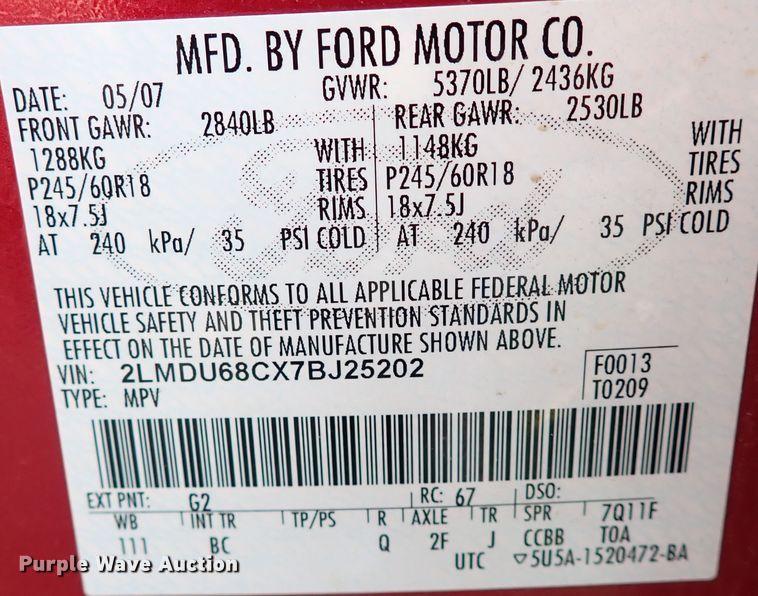 MFD. BY FORD MOTOR CO.
DATE: 05/07 GVWR: 5370LB/ 2436KG
FRONT GAWR: 2840LB REAR GAWR: 2530LB
1288KG WITH 1148KG WITH
P245/60R18 TIRES P245/60R18 TIRES
18x7.5J RIMS 18x7.5J RIMS
AT 240 kPa/ 35 PSI COLD AT 240 kPa/ 35 PSI COLD
Ford
THIS VEHICLE CONFORMS TO ALL APPLICABLE FEDERAL MOTOR
VEHICLE SAFETY AND THEFT PREVENTION STANDARDS IN
EFFECT ON THE DATE OF MANUFACTURE SHOWN ABOVE.
VIN: 2LMDU68CX7BJ25202 F0013
TYPE: MPV T0209
EXT PNT: G2 RC: 67 DSO:
WB INT TR TP/PS R AXLE TR SPR 7Q11F
111 BC Q 2F J CCBB TOA
UTC ▽5U5A-1520472-BA
Purple Wave Auction